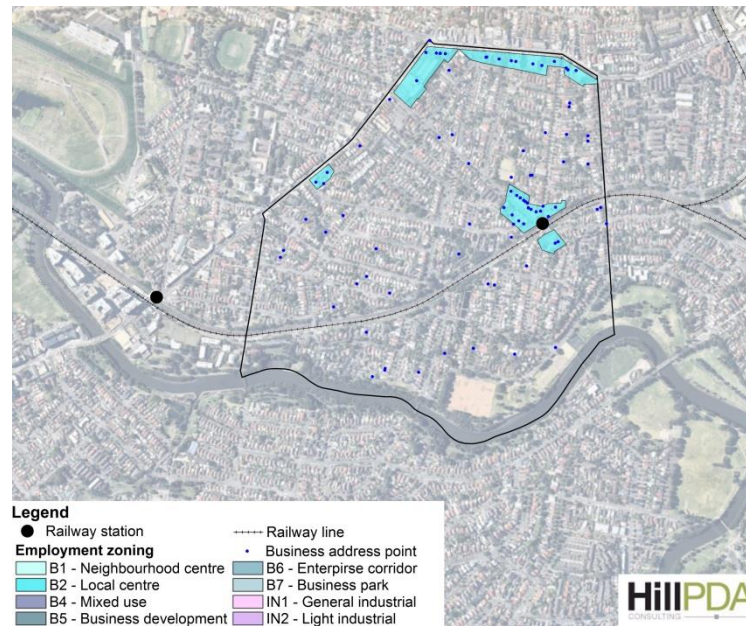 Legend
Railway station
Railway line
Employment zoning
Business address point
B1 - Neighbourhood centre
B6 - Enterpirse corridor
B2 - Local centre
B7 - Business park
B4 - Mixed use
IN1 - General industrial
B5 - Business development
IN2 - Light industrial
HillPDA
CONSULTING